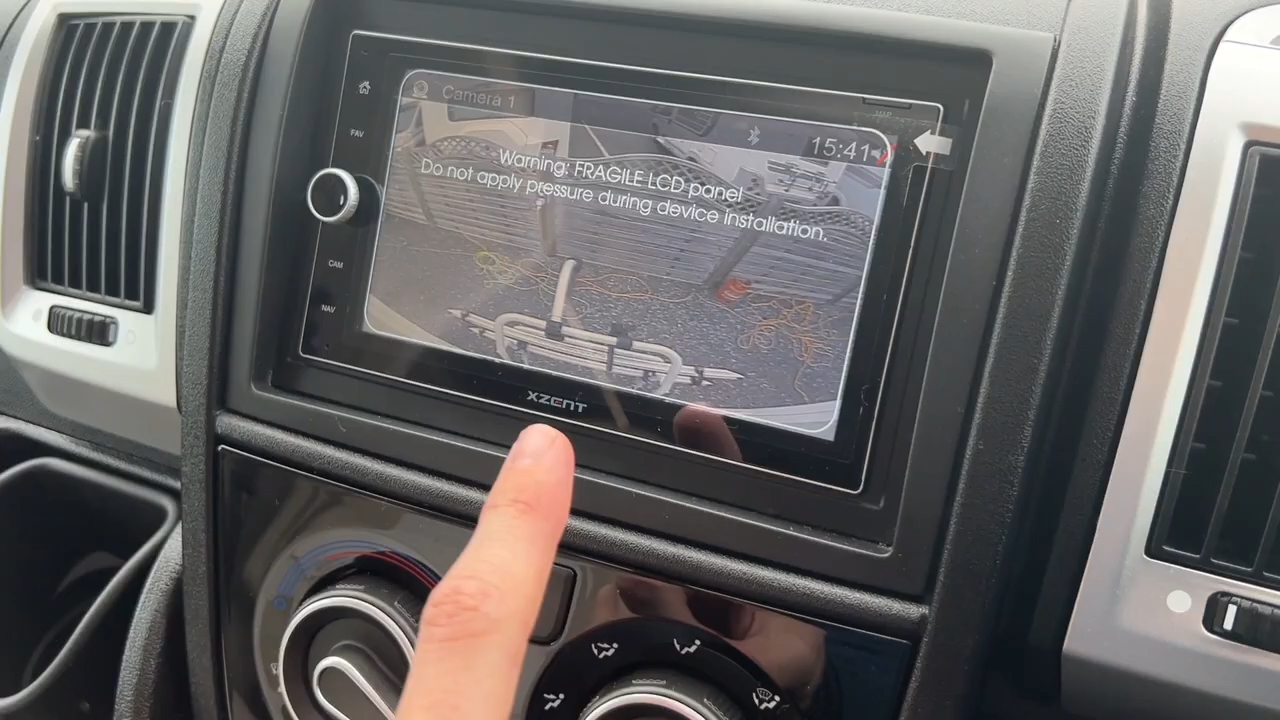 Camera 1
15:41
Warning: FRAGILE LCD panel
Do not apply pressure during device installation.
FAV
CAM
NAV
XZENT